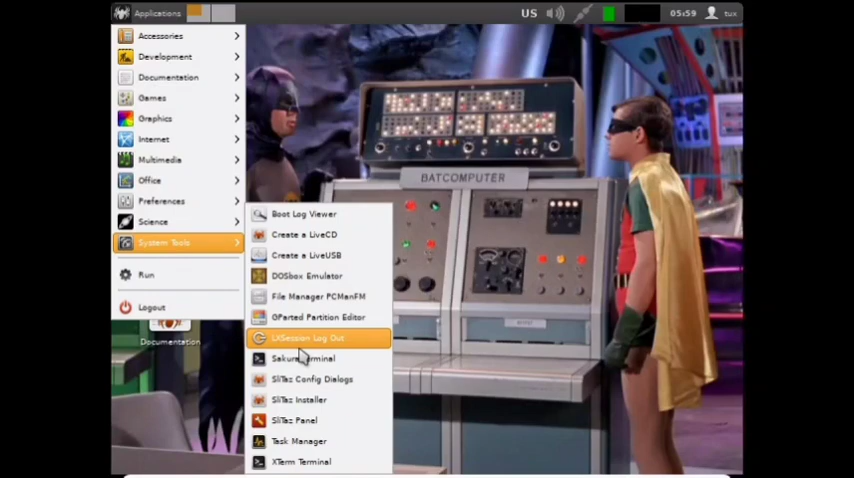 Applications
US
05:59
tux
Accessories
Development
Documentation
Games
Graphics
Internet
Multimedia
Office
Preferences
Science
System Tools
Run
Logout
Boot Log Viewer
Create a LiveCD
Create a LiveUSB
DOSbox Emulator
File Manager PCManFM
GParted Partition Editor
LXSession Log Out
Sakura Terminal
SliTaz Config Dialogs
SliTaz Installer
SliTaz Panel
Task Manager
XTerm Terminal
Documentation
BATCOMPUTER